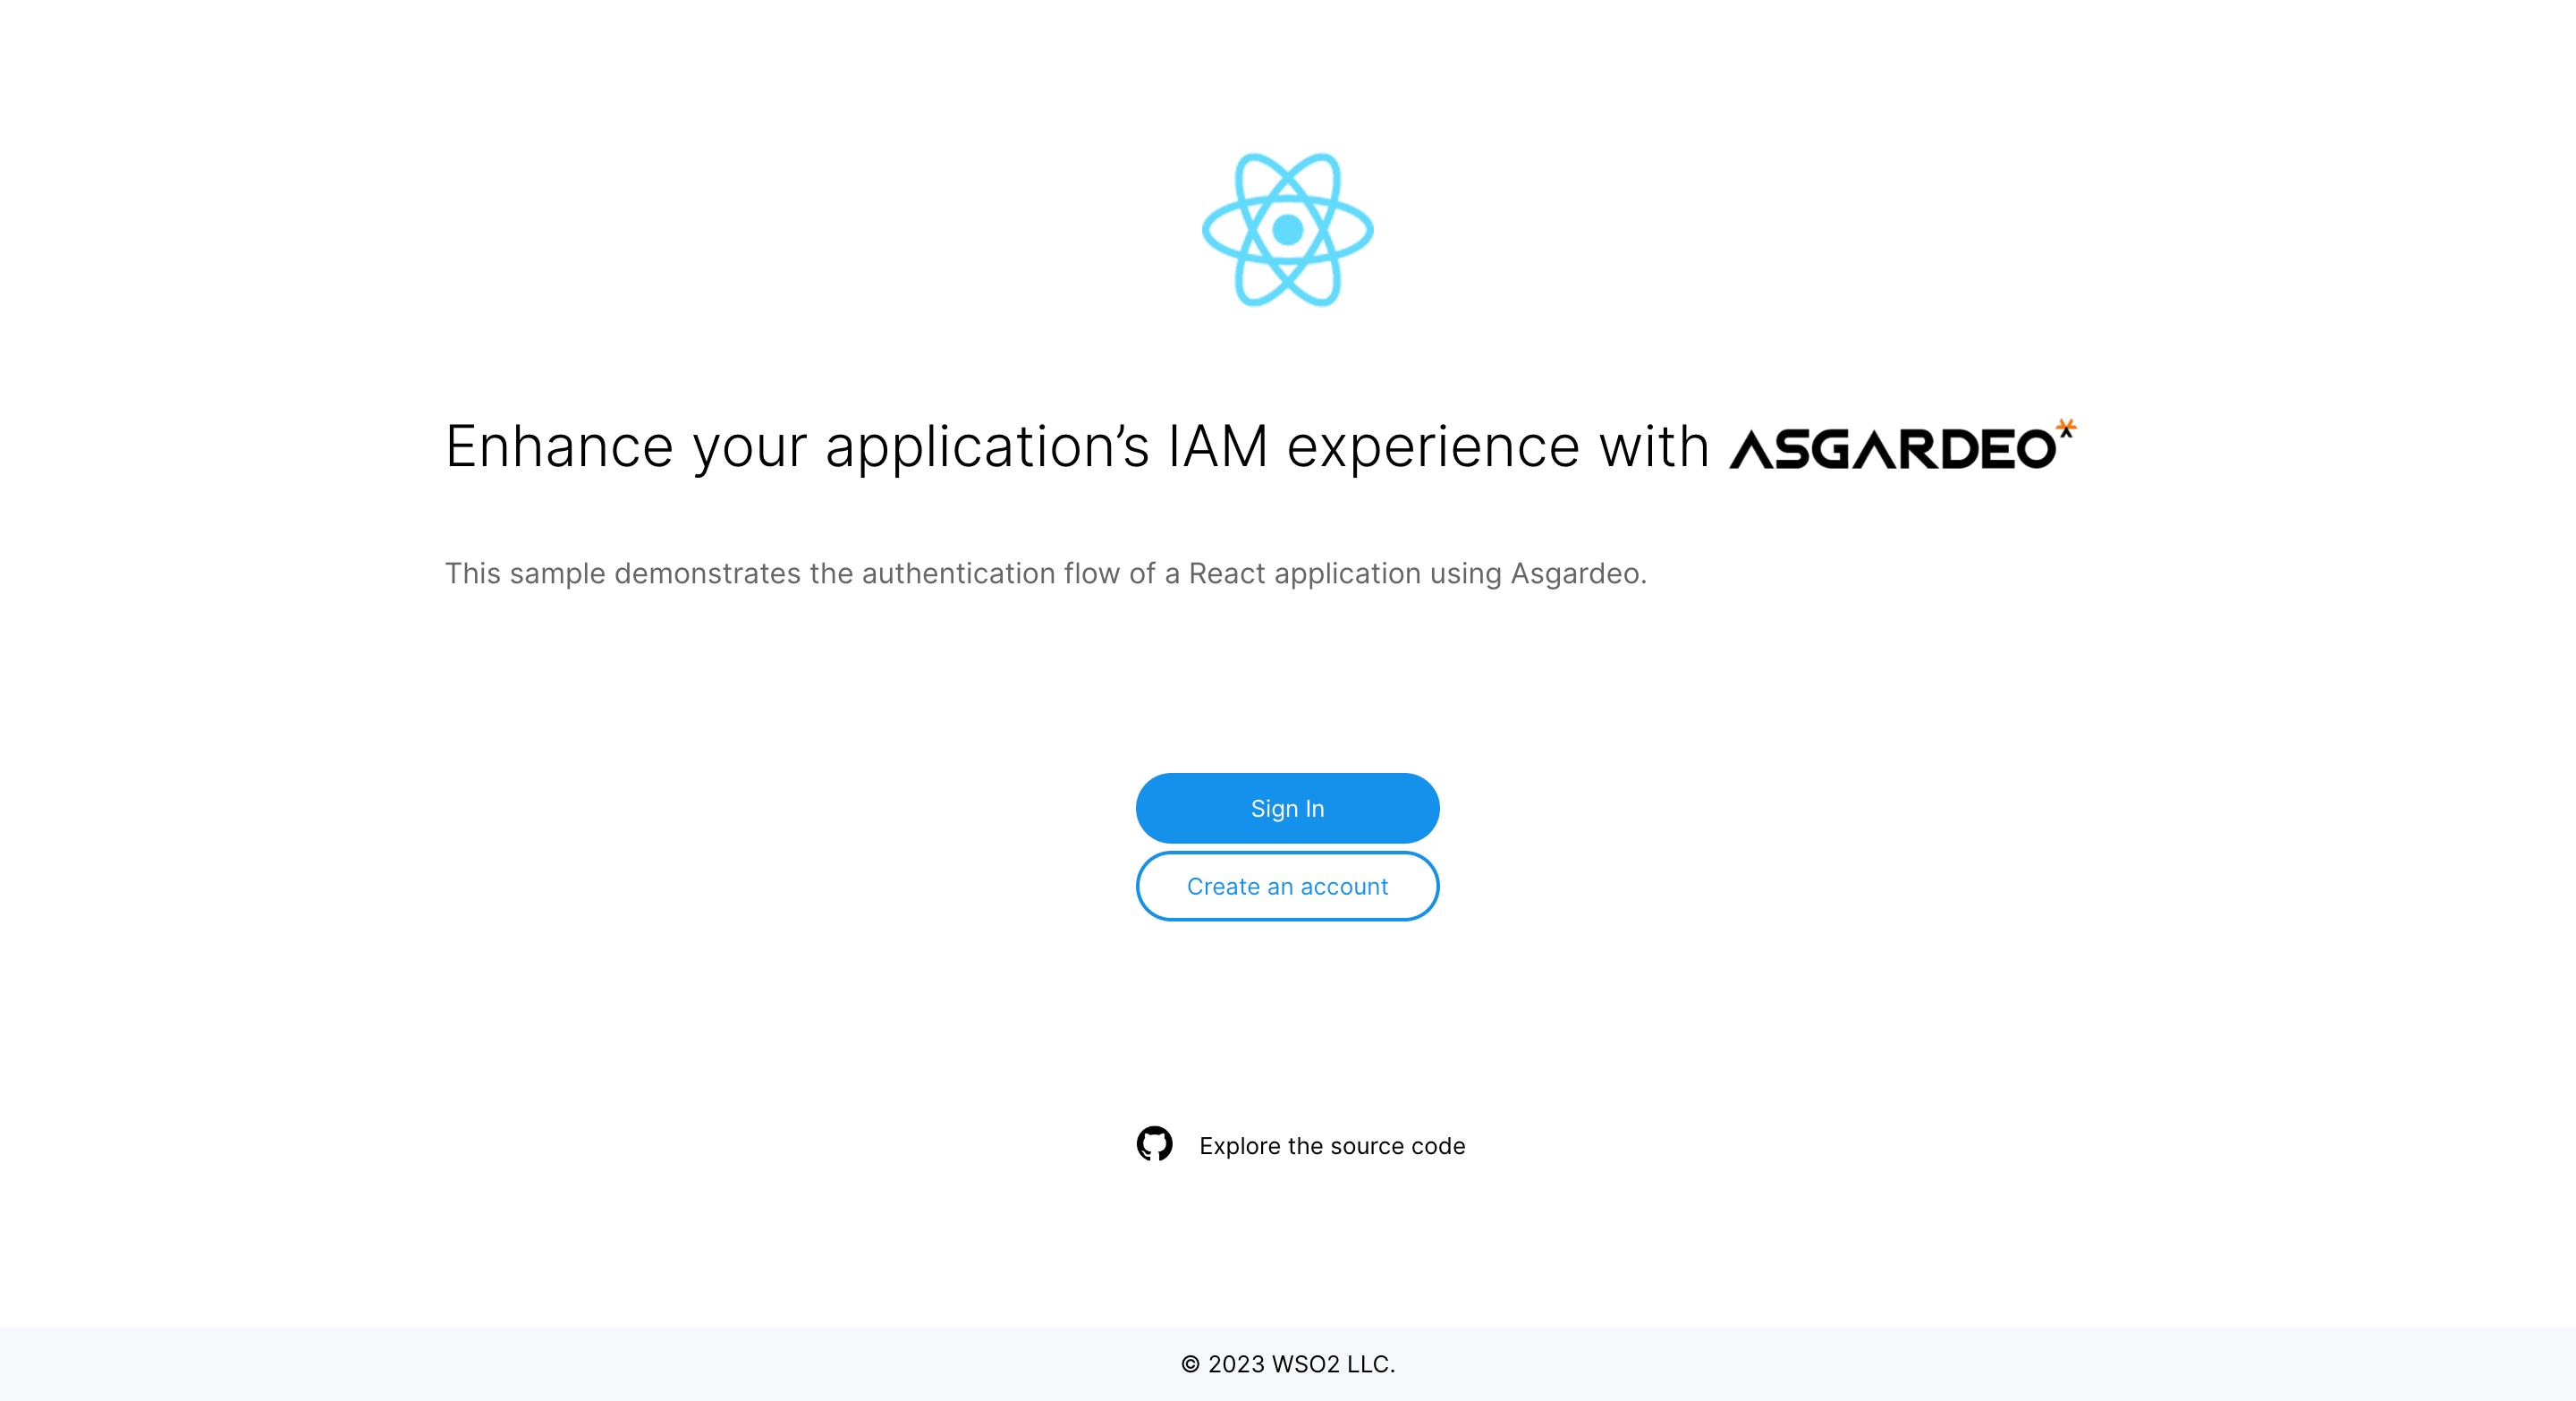 Enhance your application’s IAM experience with ASGARDEO
This sample demonstrates the authentication flow of a React application using Asgardeo.
Sign In
Create an account
Explore the source code
© 2023 WSO2 LLC.